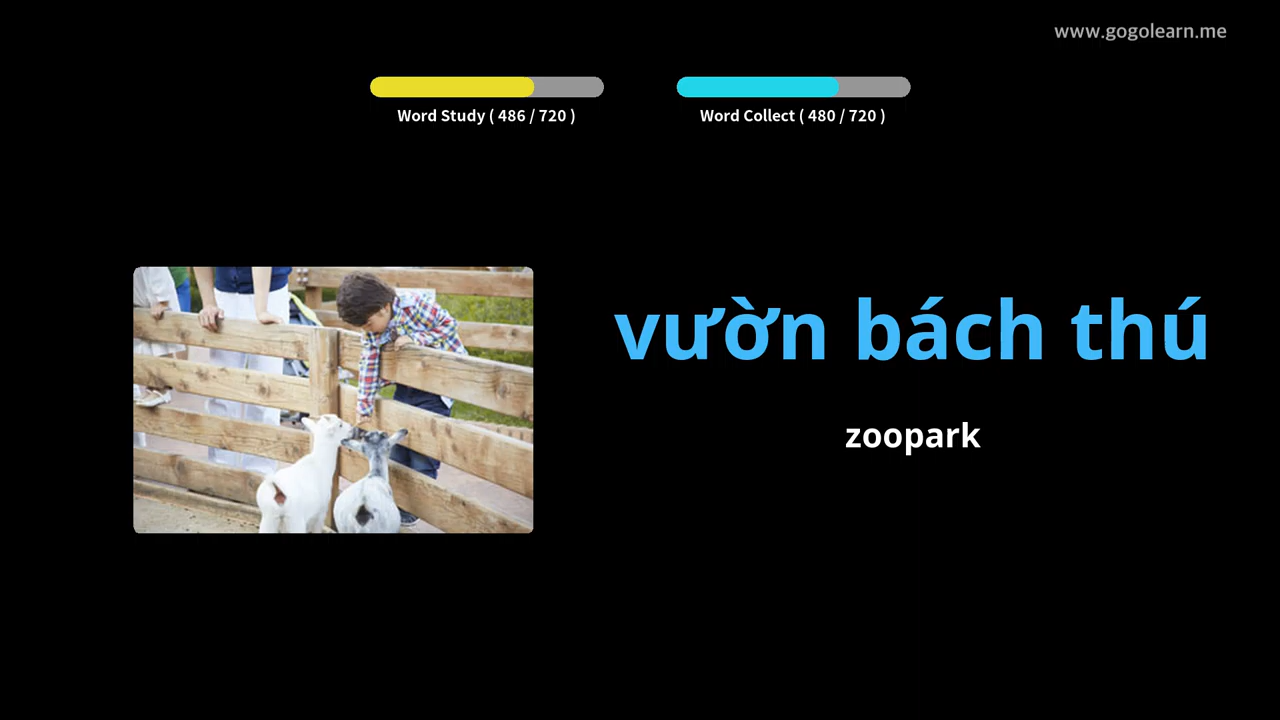 www.gogolearn.me
Word Study ( 486 / 720 )
Word Collect ( 480 / 720 )
vườn bách thú
zoopark